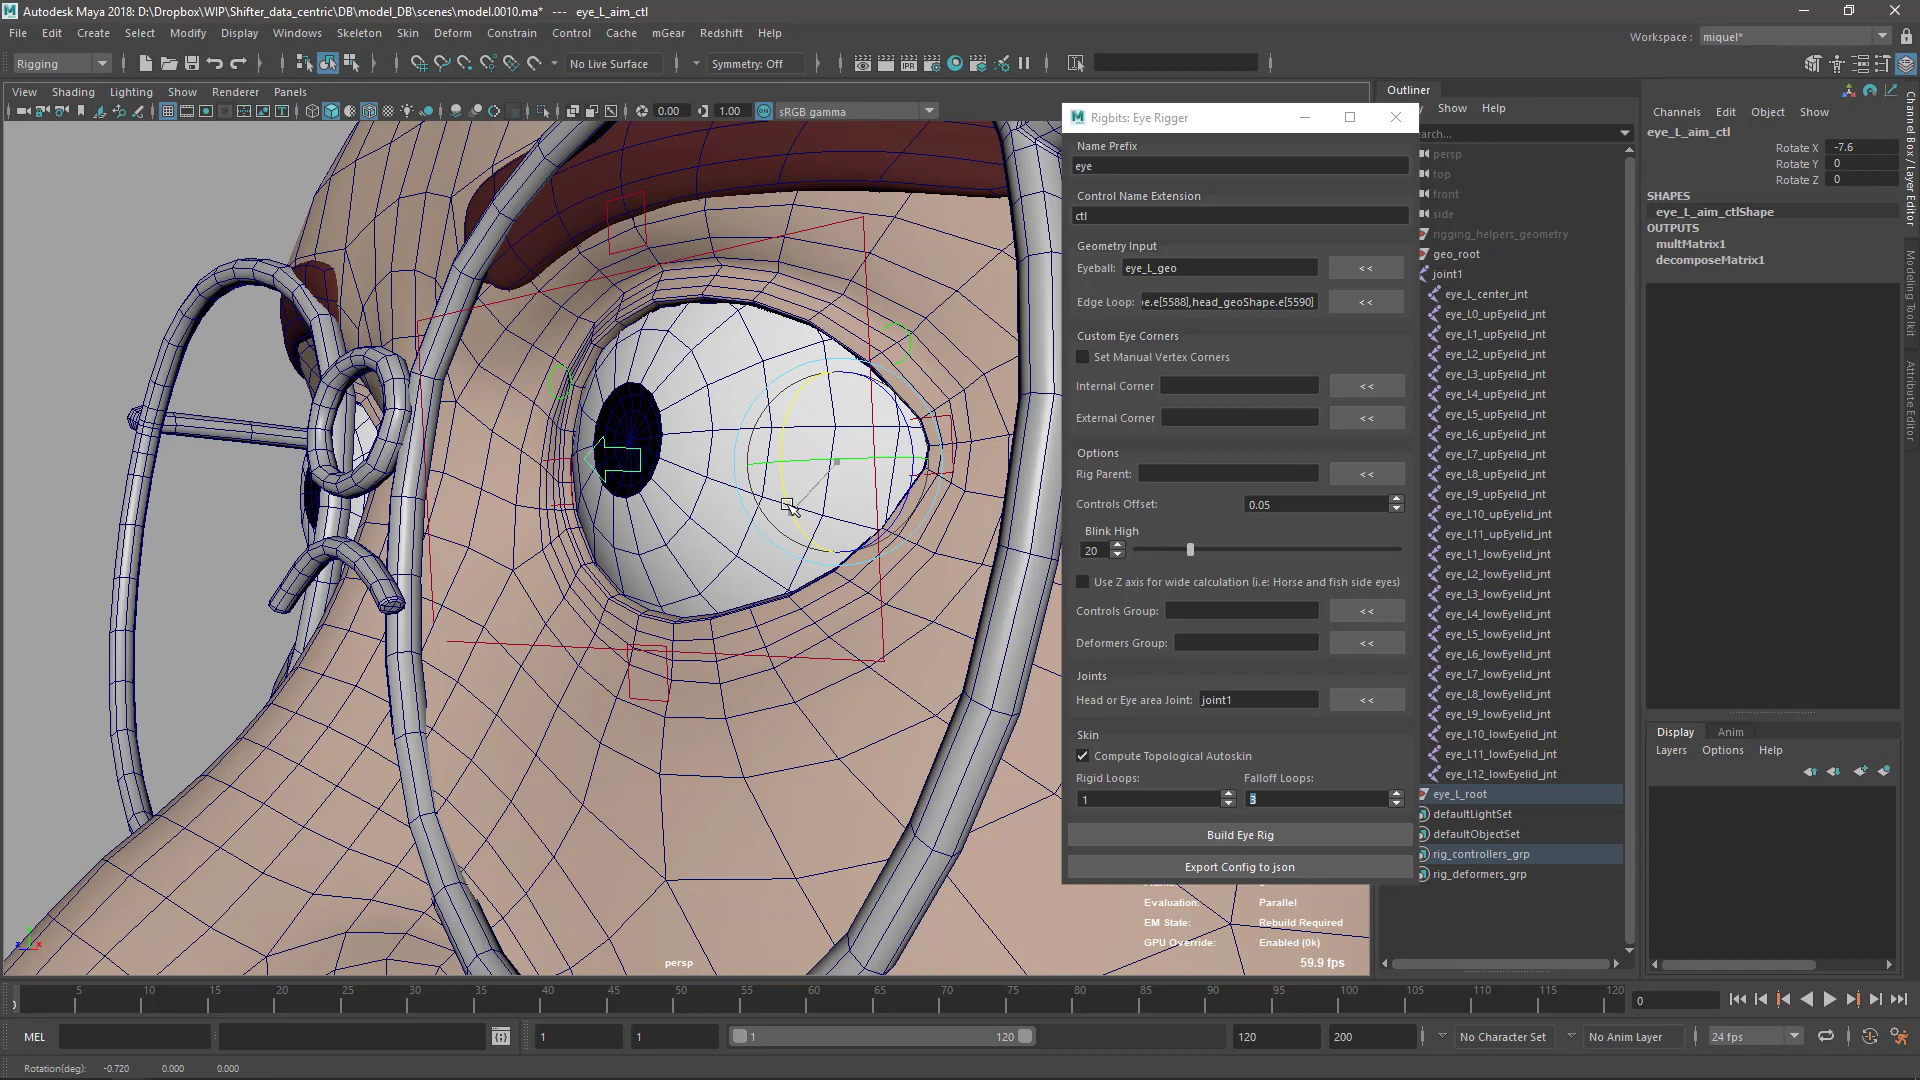 Autodesk Maya 2018: D:\Dropbox\WIP\Shifter_data_centric\DB\model_DB\scenes\model.0010.ma* --- eye_L_aim_ctl
File Edit Create Select Modify Display Windows Skeleton Skin Deform Constrain Control Cache mGear Redshift Help
Workspace : miquel*
Rigging
No Live Surface
Symmetry: Off
IPR
View Shading Lighting Show Renderer Panels
0.00
1.00
ON
sRGB gamma
Rigbits: Eye Rigger
Name Prefix
eye
Control Name Extension
ctl
Geometry Input
Eyeball: eye_L_geo <<
Edge Loop: pe.e[5588],head_geoShape.e[5590] <<
Custom Eye Corners
Set Manual Vertex Corners
Internal Corner <<
External Corner <<
Options
Rig Parent: <<
Controls Offset: 0.05
Blink High
20
Use Z axis for wide calculation (i.e: Horse and fish side eyes)
Controls Group: <<
Deformers Group: <<
Joints
Head or Eye area Joint: joint1 <<
Skin
Compute Topological Autoskin
Rigid Loops: Falloff Loops:
1 3
Build Eye Rig
Export Config to json
Evaluation: Parallel
EM State: Rebuild Required
GPU Override: Enabled (0k)
persp
59.9 fps
Outliner
Show Help
arch...
persp
top
front
side
rigging_helpers_geometry
geo_root
joint1
eye_L_center_jnt
eye_L0_upEyelid_jnt
eye_L1_upEyelid_jnt
eye_L2_upEyelid_jnt
eye_L3_upEyelid_jnt
eye_L4_upEyelid_jnt
eye_L5_upEyelid_jnt
eye_L6_upEyelid_jnt
eye_L7_upEyelid_jnt
eye_L8_upEyelid_jnt
eye_L9_upEyelid_jnt
eye_L10_upEyelid_jnt
eye_L11_upEyelid_jnt
eye_L1_lowEyelid_jnt
eye_L2_lowEyelid_jnt
eye_L3_lowEyelid_jnt
eye_L4_lowEyelid_jnt
eye_L5_lowEyelid_jnt
eye_L6_lowEyelid_jnt
eye_L7_lowEyelid_jnt
eye_L8_lowEyelid_jnt
eye_L9_lowEyelid_jnt
eye_L10_lowEyelid_jnt
eye_L11_lowEyelid_jnt
eye_L12_lowEyelid_jnt
eye_L_root
defaultLightSet
defaultObjectSet
rig_controllers_grp
rig_deformers_grp
Channels Edit Object Show
eye_L_aim_ctl
Rotate X -7.6
Rotate Y 0
Rotate Z 0
SHAPES
eye_L_aim_ctlShape
OUTPUTS
multMatrix1
decomposeMatrix1
Display Anim
Layers Options Help
Channel Box / Layer Editor
Modeling Toolkit
Attribute Editor
5 10 15 20 25 30 35 40 45 50 55 60 65 70 75 80 85 90 95 100 105 110 115 120
0
MEL
1
1
1
120
120
200
No Character Set
No Anim Layer
24 fps
Rotation(deg): -0.720 0.000 0.000